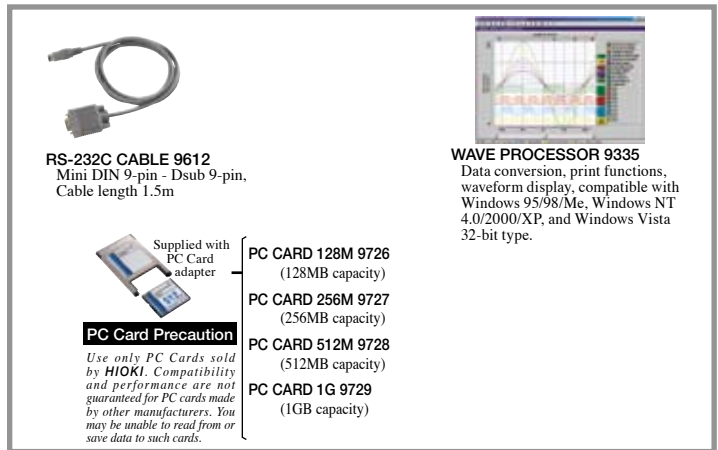 RS-232C CABLE 9612
Mini DIN 9-pin - Dsub 9-pin,
Cable length 1.5m
WAVE PROCESSOR 9335
Data conversion, print functions,
waveform display, compatible with
Windows 95/98/Me, Windows NT
4.0/2000/XP, and Windows Vista
32-bit type.
Supplied with
PC Card
adapter
PC CARD 128M 9726
(128MB capacity)
PC CARD 256M 9727
(256MB capacity)
PC CARD 512M 9728
(512MB capacity)
PC CARD 1G 9729
(1GB capacity)
PC Card Precaution
Use only PC Cards sold
by HIOKI. Compatibility
and performance are not
guaranteed for PC cards made
by other manufacturers. You
may be unable to read from or
save data to such cards.